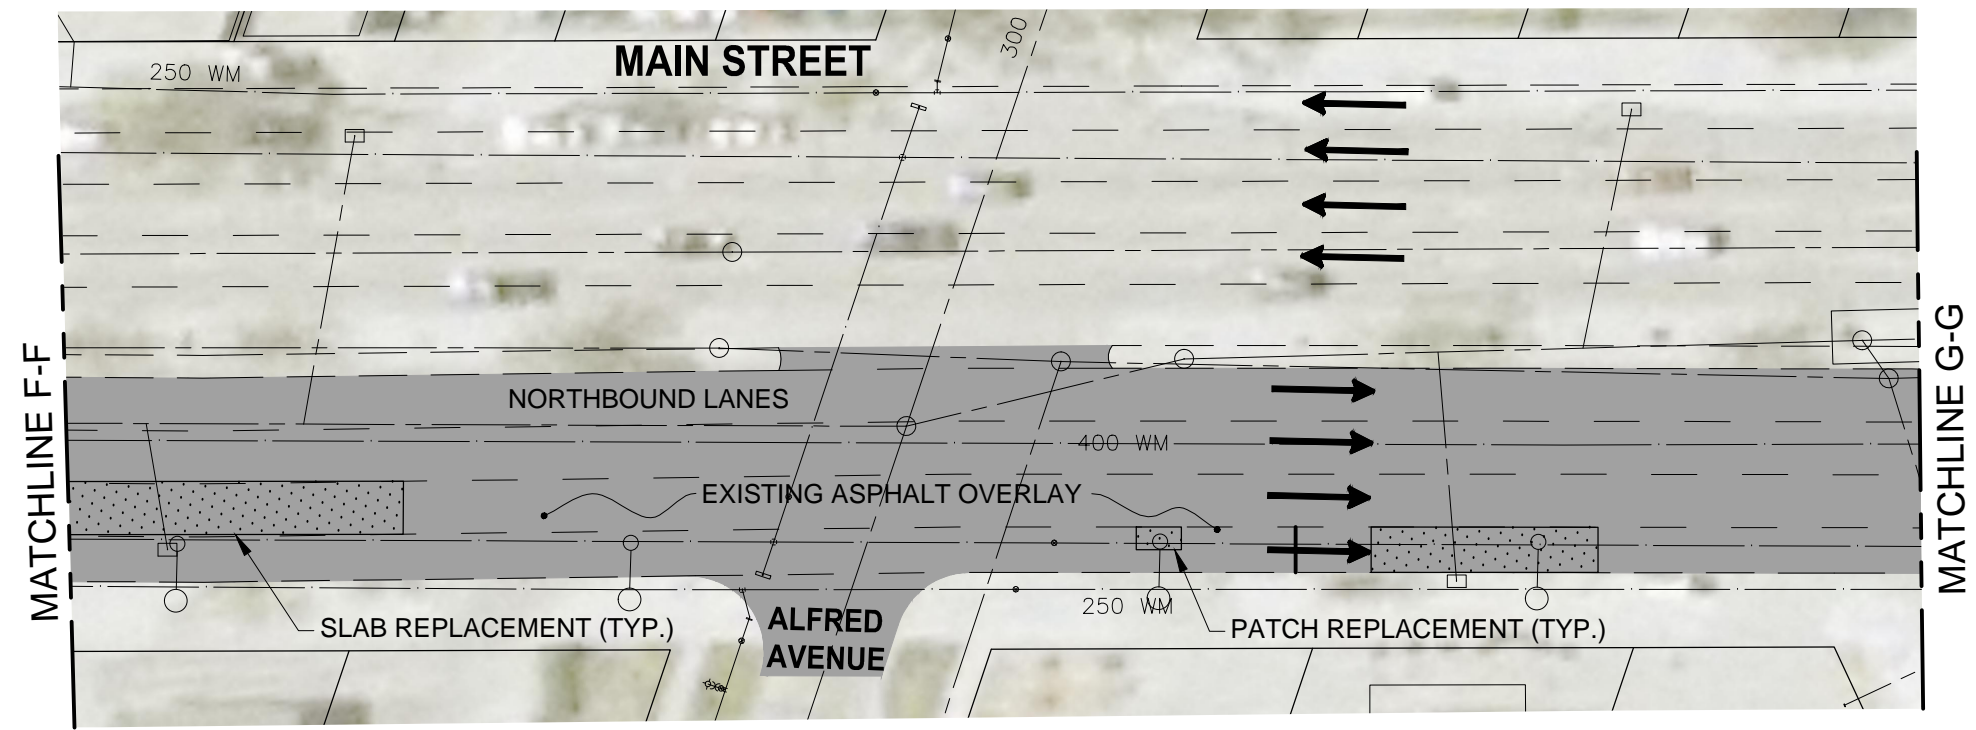 300
MAIN STREET
250 WM
NORTHBOUND LANES
400 WM
EXISTING ASPHALT OVERLAY
MATCHLINE F-F
MATCHLINE G-G
250 WM
ALFRED
AVENUE
SLAB REPLACEMENT (TYP.)
PATCH REPLACEMENT (TYP.)